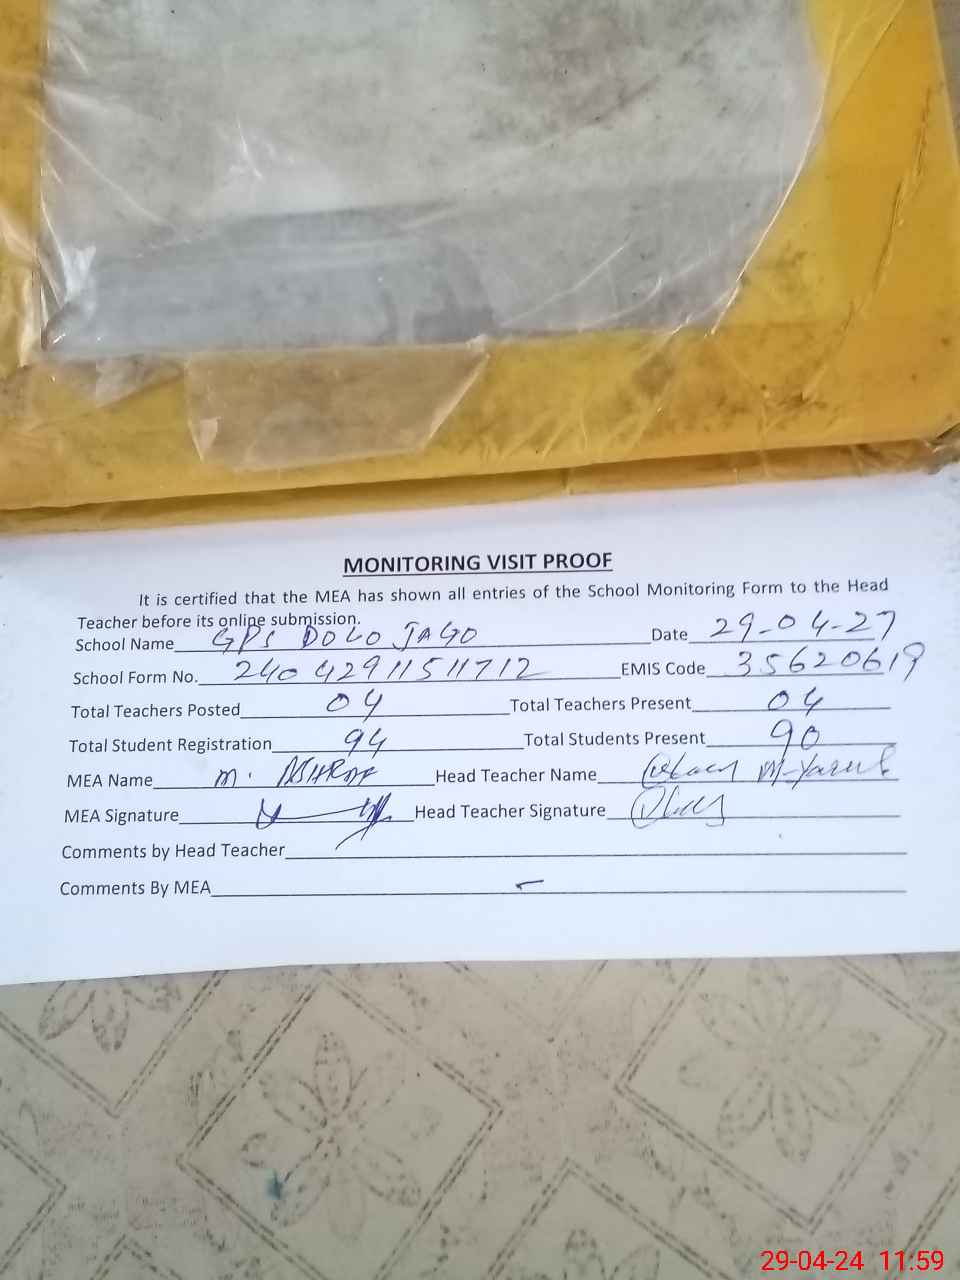 MONITORING VISIT PROOF
It is certified that the MEA has shown all entries of the School Monitoring Form to the Head
Teacher before its online submission.
School Name GPS DOLO JAGO Date 29-04-27
School Form No. 24042911511712 EMIS Code 35620619
Total Teachers Posted 04 Total Teachers Present 04
Total Student Registration 94 Total Students Present 90
MEA Name M. ASHRAF Head Teacher Name
MEA Signature Head Teacher Signature
Comments by Head Teacher
Comments By MEA -
29-04-24 11:59